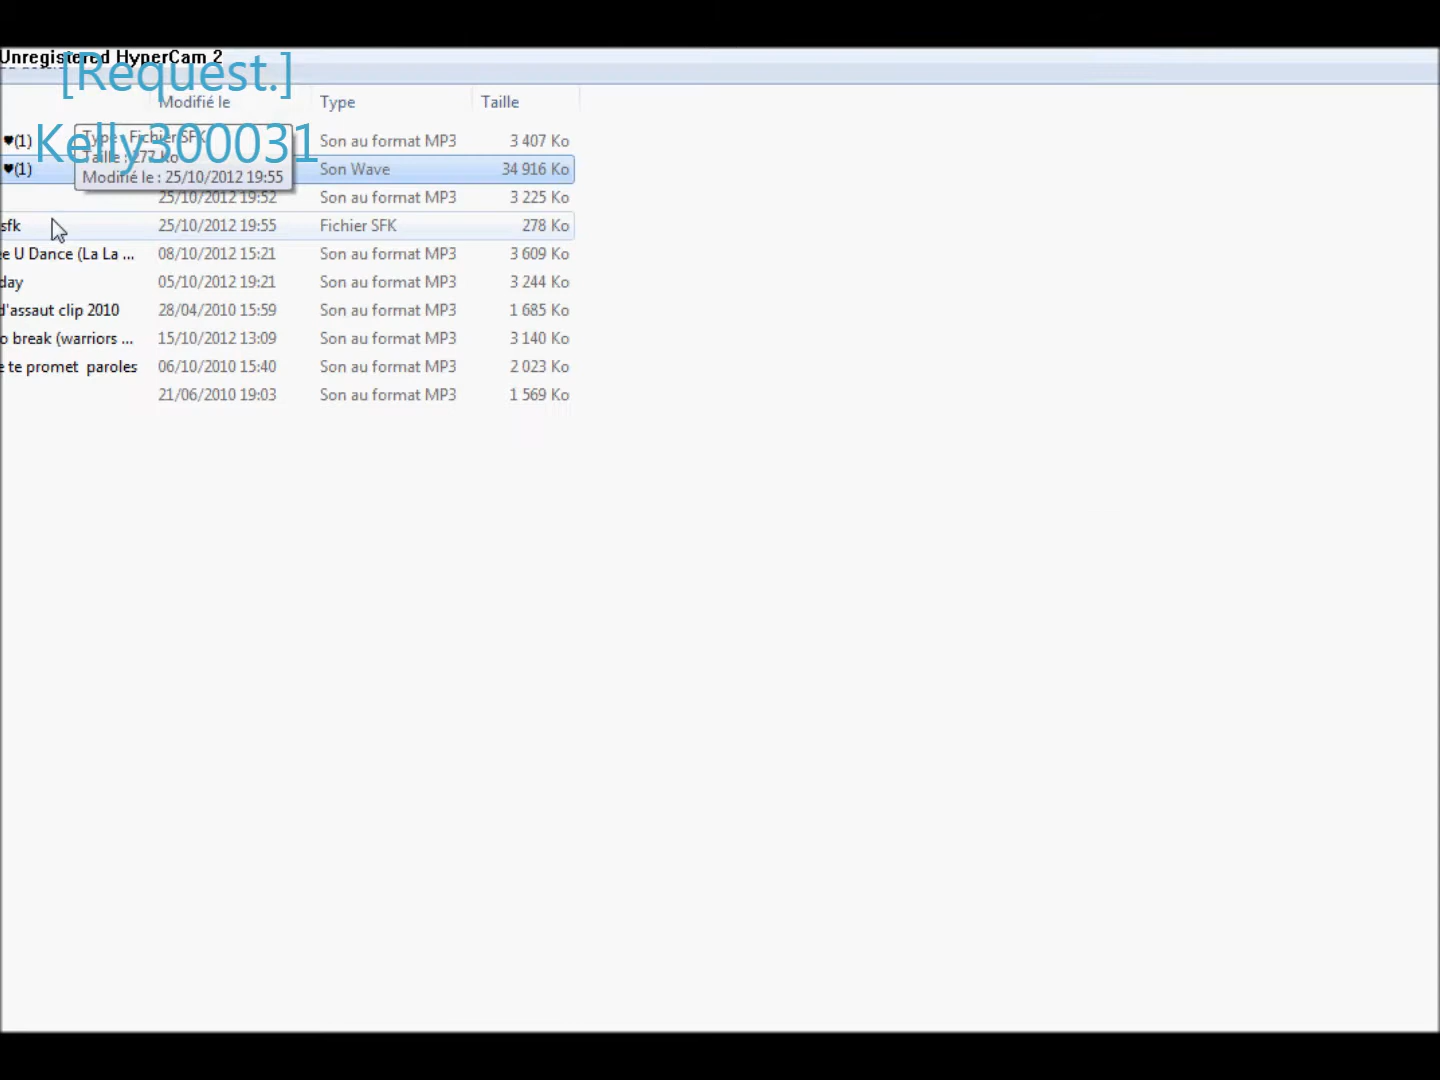 Unregistered HyperCam 2
[Request.]
Kelly300031
Modifié le Type Taille
♥(1) Son au format MP3 3 407 Ko
Type : Fichier SFK
Taille : 277 Ko
Modifié le : 25/10/2012 19:55
♥(1) Son Wave 34 916 Ko
25/10/2012 19:52 Son au format MP3 3 225 Ko
sfk 25/10/2012 19:55 Fichier SFK 278 Ko
e U Dance (La La ... 08/10/2012 15:21 Son au format MP3 3 609 Ko
day 05/10/2012 19:21 Son au format MP3 3 244 Ko
d'assaut clip 2010 28/04/2010 15:59 Son au format MP3 1 685 Ko
o break (warriors ... 15/10/2012 13:09 Son au format MP3 3 140 Ko
e te promet paroles 06/10/2010 15:40 Son au format MP3 2 023 Ko
21/06/2010 19:03 Son au format MP3 1 569 Ko